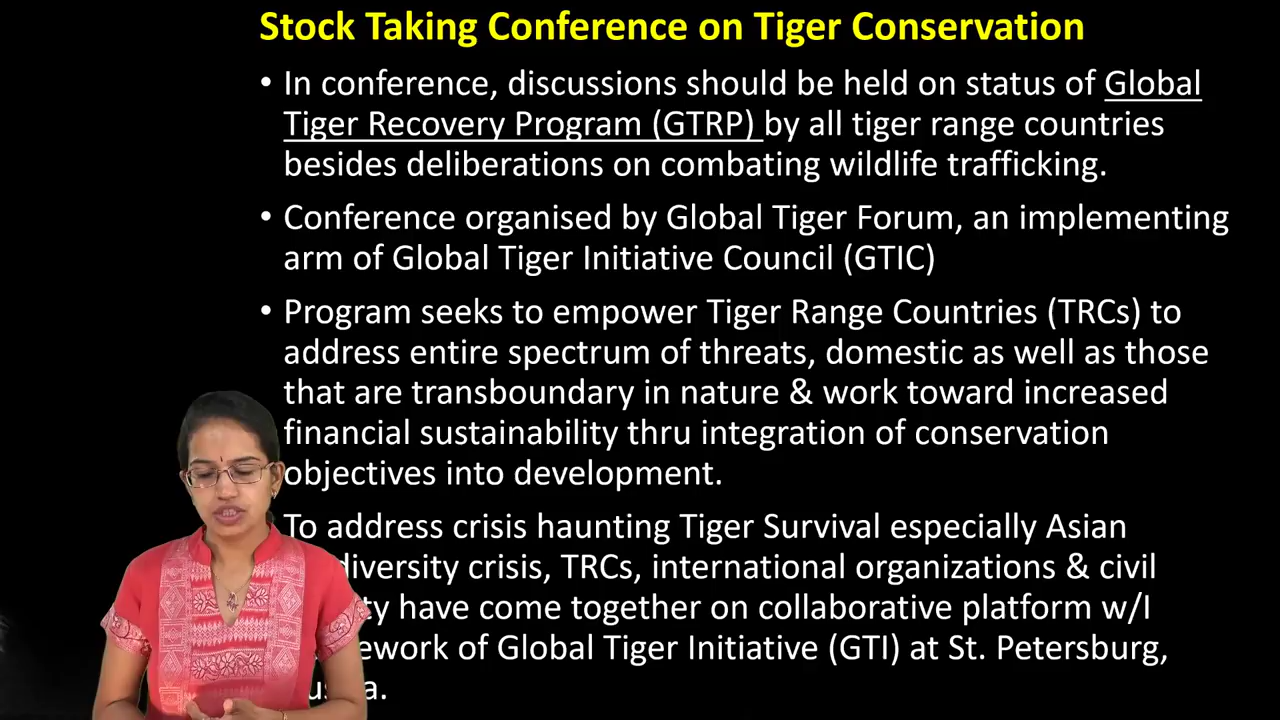 Stock Taking Conference on Tiger Conservation
• In conference, discussions should be held on status of Global
Tiger Recovery Program (GTRP) by all tiger range countries
besides deliberations on combating wildlife trafficking.
• Conference organised by Global Tiger Forum, an implementing
arm of Global Tiger Initiative Council (GTIC)
• Program seeks to empower Tiger Range Countries (TRCs) to
address entire spectrum of threats, domestic as well as those
that are transboundary in nature & work toward increased
financial sustainability thru integration of conservation
objectives into development.
To address crisis haunting Tiger Survival especially Asian
crisis, TRCs, international organizations & civil
have come together on collaborative platform w/I
of Global Tiger Initiative (GTI) at St. Petersburg,